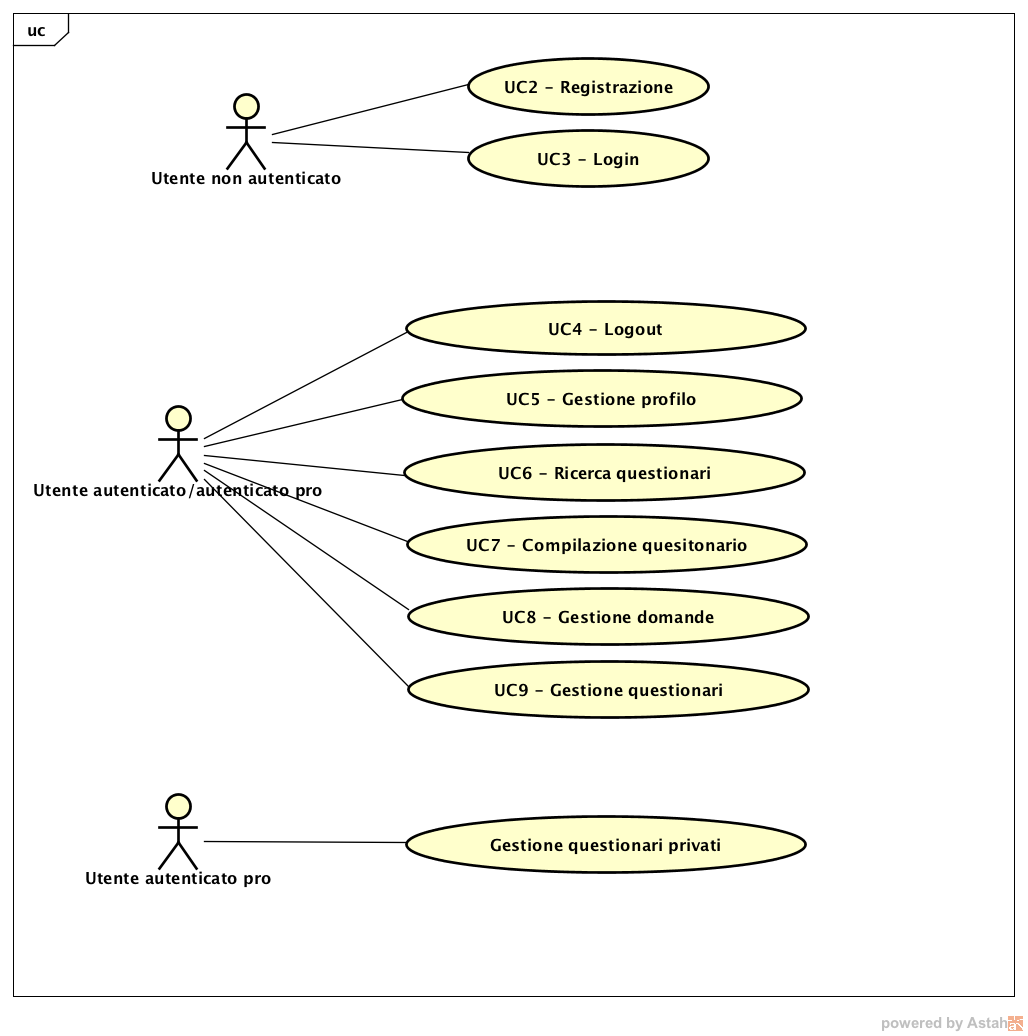 uc
UC2 - Registrazione
UC3 - Login
Utente non autenticato
UC4 - Logout
UC5 - Gestione profilo
UC6 - Ricerca questionari
Utente autenticato/autenticato pro
UC7 - Compilazione quesitonario
UC8 - Gestione domande
UC9 - Gestione questionari
Gestione questionari privati
Utente autenticato pro
powered by Astah